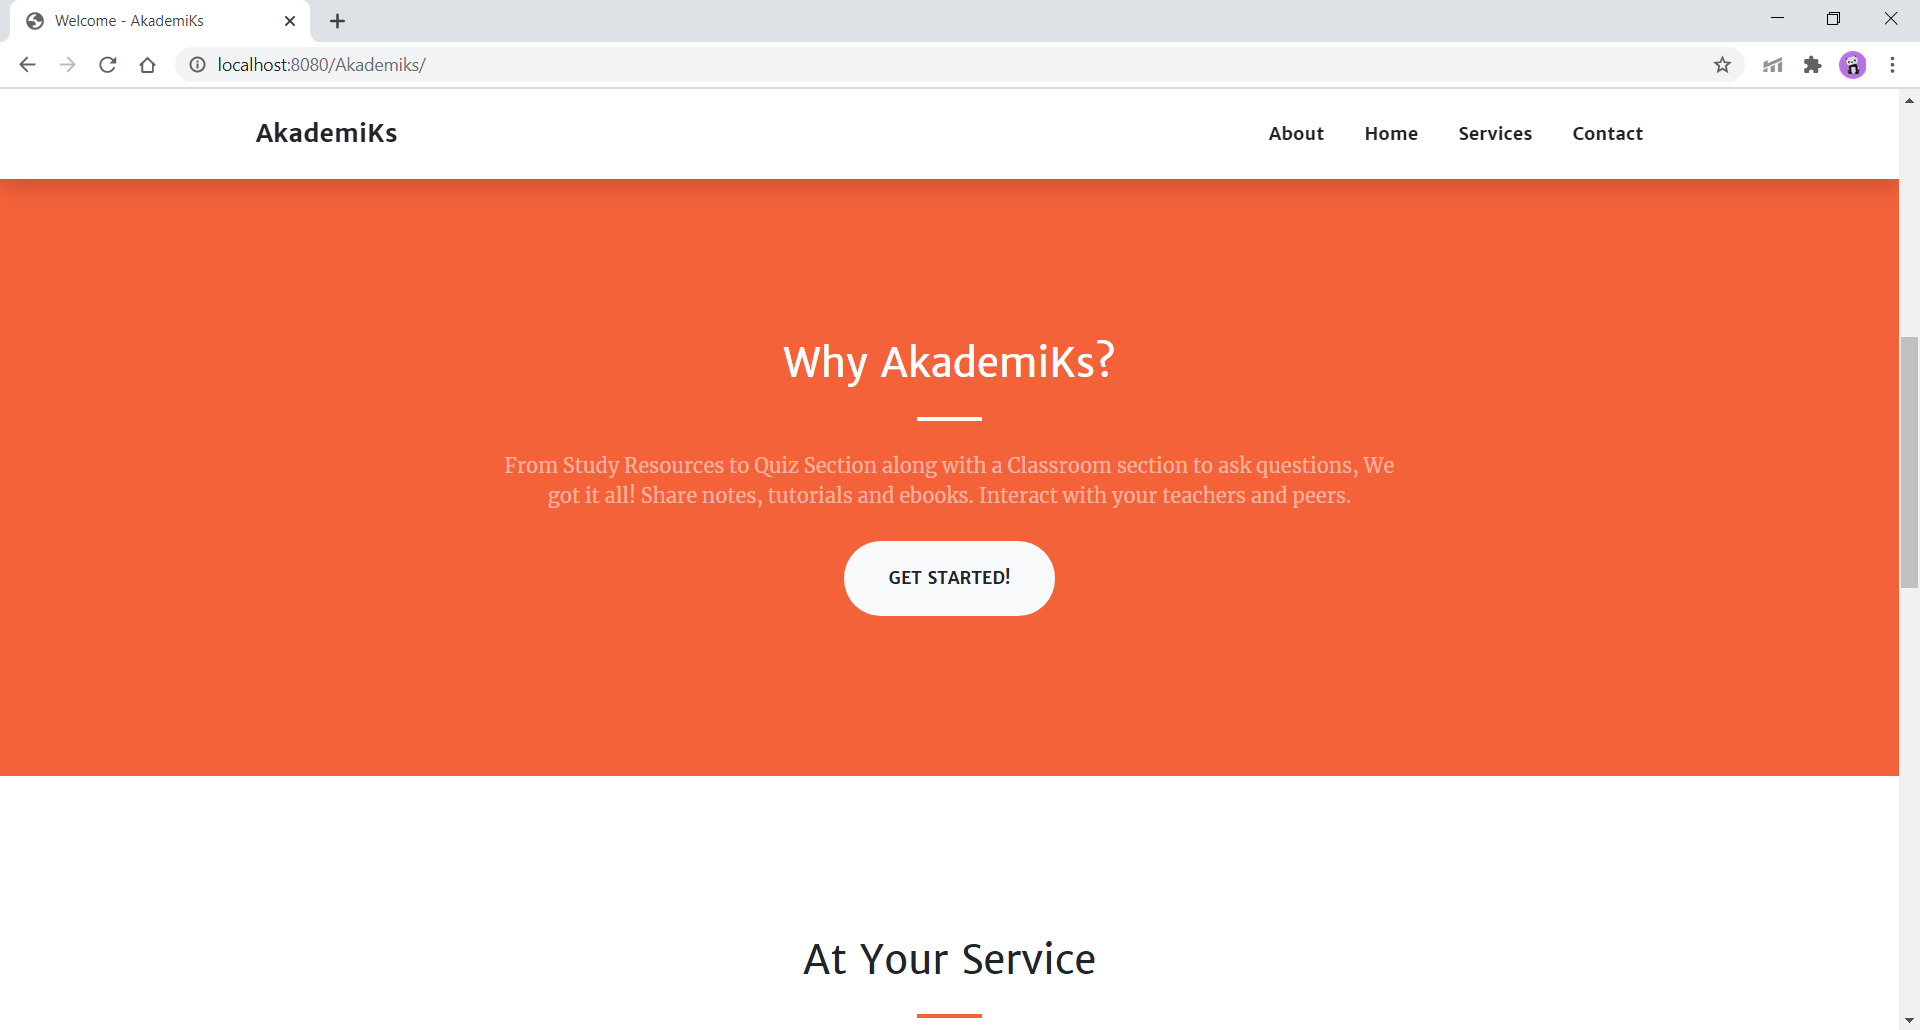 Welcome - AkademiKs
localhost:8080/Akademiks/
AkademiKs
About Home Services Contact
Why AkademiKs?
From Study Resources to Quiz Section along with a Classroom section to ask questions, We
got it all! Share notes, tutorials and ebooks. Interact with your teachers and peers.
GET STARTED!
At Your Service